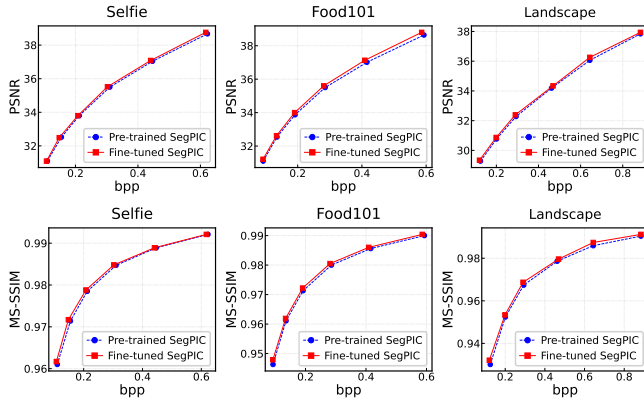 Selfie
PSNR
38
36
34
32
0.2
0.4
0.6
bpp
Pre-trained SegPIC
Fine-tuned SegPIC
Food101
PSNR
38
36
34
32
0.2
0.4
0.6
bpp
Pre-trained SegPIC
Fine-tuned SegPIC
Landscape
PSNR
38
36
34
32
30
0.2
0.4
0.6
0.8
bpp
Pre-trained SegPIC
Fine-tuned SegPIC
Selfie
MS-SSIM
0.99
0.98
0.97
0.96
0.2
0.4
0.6
bpp
Pre-trained SegPIC
Fine-tuned SegPIC
Food101
MS-SSIM
0.99
0.98
0.97
0.96
0.95
0.2
0.4
0.6
bpp
Pre-trained SegPIC
Fine-tuned SegPIC
Landscape
MS-SSIM
0.98
0.96
0.94
0.2
0.4
0.6
0.8
bpp
Pre-trained SegPIC
Fine-tuned SegPIC